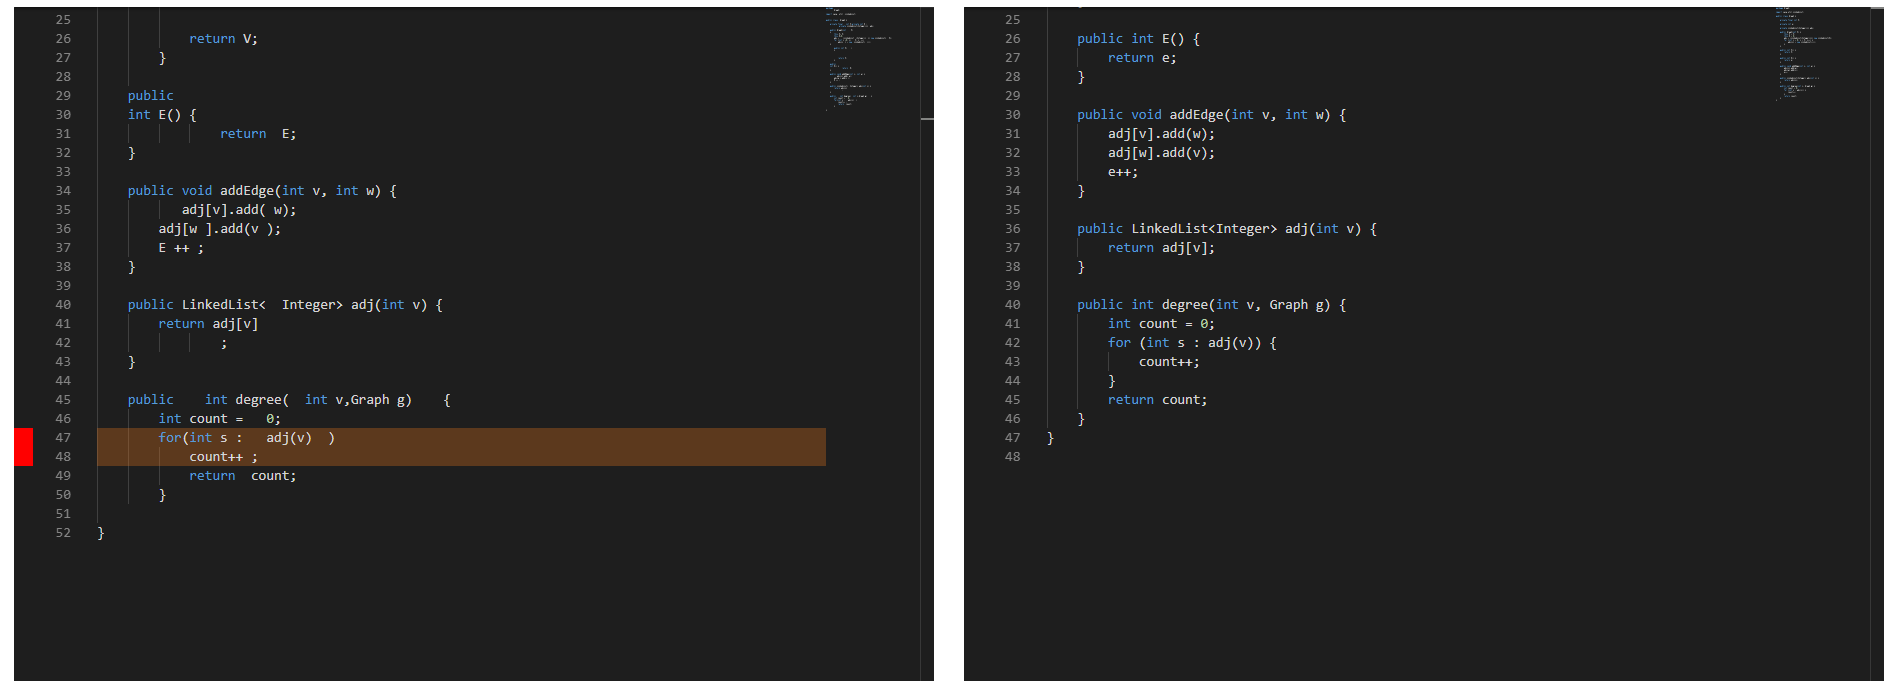 25
26 return V;
27 }
28
29 public
30 int E() {
31 return  E;
32 }
33
34 public void addEdge(int v, int w) {
35 adj[v].add( w);
36 adj[w ].add(v );
37 E ++ ;
38 }
39
40 public LinkedList<  Integer> adj(int v) {
41 return adj[v]
42 ;
43 }
44
45 public    int degree(  int v,Graph g)    {
46 int count =   0;
47 for(int s :   adj(v)  )
48 count++ ;
49 return  count;
50 }
51
52 }
25
26 public int E() {
27 return e;
28 }
29
30 public void addEdge(int v, int w) {
31 adj[v].add(w);
32 adj[w].add(v);
33 e++;
34 }
35
36 public LinkedList<Integer> adj(int v) {
37 return adj[v];
38 }
39
40 public int degree(int v, Graph g) {
41 int count = 0;
42 for (int s : adj(v)) {
43 count++;
44 }
45 return count;
46 }
47 }
48